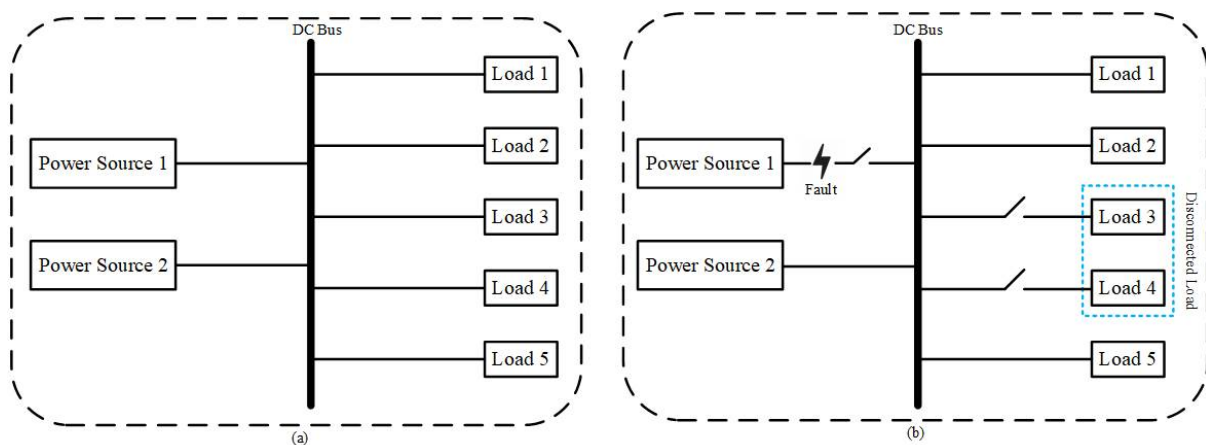 DC Bus
Load 1
Load 2
Power Source 1
Load 3
Power Source 2
Load 4
Load 5
(a)
DC Bus
Load 1
Load 2
Power Source 1
Fault
Load 3
Disconnected Load
Power Source 2
Load 4
Load 5
(b)